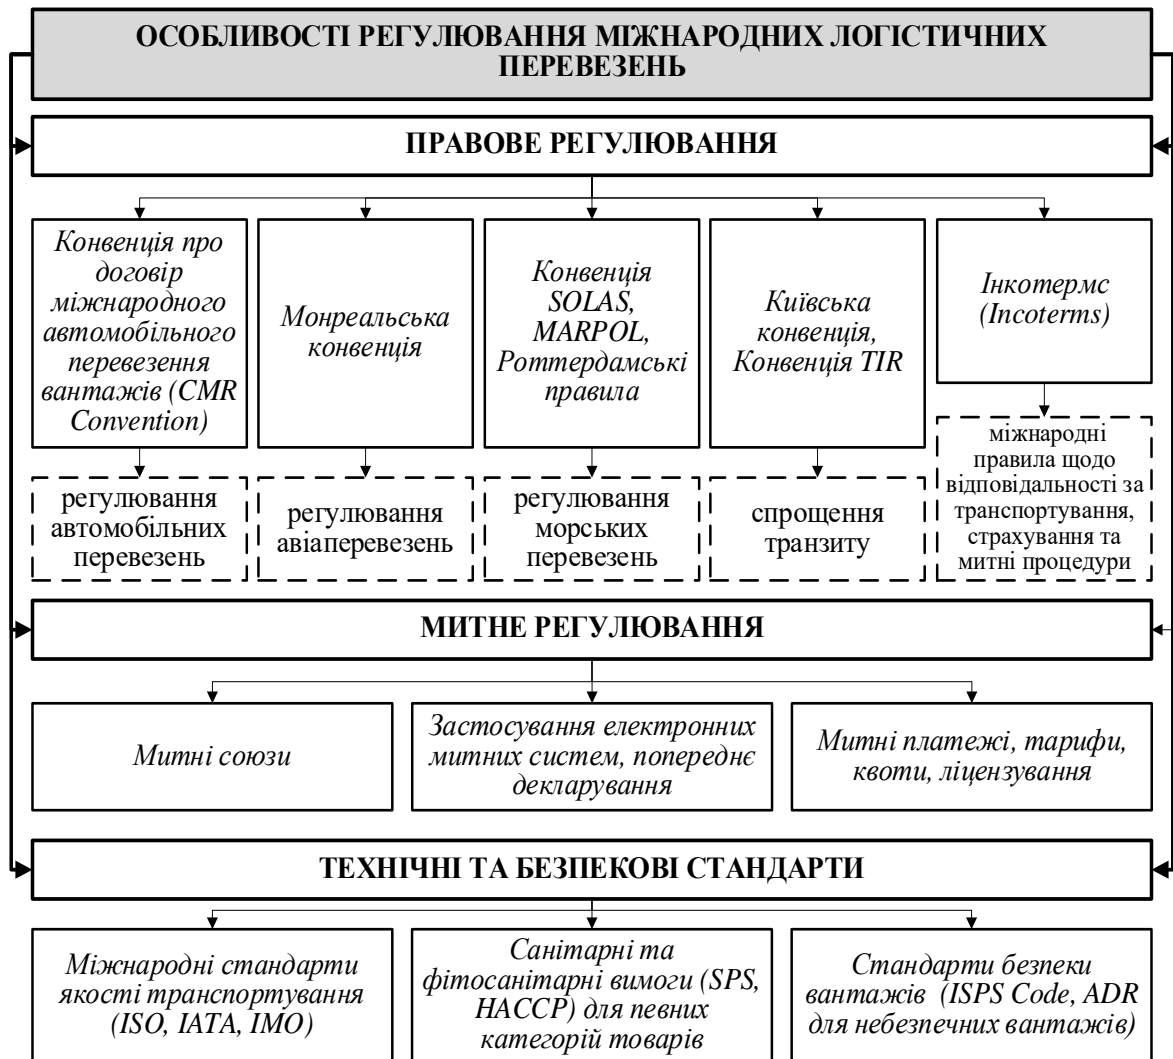 ОСОБЛИВОСТІ РЕГУЛЮВАННЯ МІЖНАРОДНИХ ЛОГІСТИЧНИХ
ПЕРЕВЕЗЕНЬ
ПРАВОВЕ РЕГУЛЮВАННЯ
Конвенція про
договір
міжнародного
автомобільного
перевезення
вантажів (CMR
Convention)
Монреальська
конвенція
Конвенція
SOLAS,
MARPOL,
Роттердамські
правила
Київська
конвенція,
Конвенція TIR
Інкотермс
(Incoterms)
регулювання
автомобільних
перевезень
регулювання
авіаперевезень
регулювання
морських
перевезень
спрощення
транзиту
міжнародні
правила щодо
відповідальності за
транспортування,
страхування та
митні процедури
МИТНЕ РЕГУЛЮВАННЯ
Митні союзи
Застосування електронних
митних систем, попереднє
декларування
Митні платежі, тарифи,
квоти, ліцензування
ТЕХНІЧНІ ТА БЕЗПЕКОВІ СТАНДАРТИ
Міжнародні стандарти
якості транспортування
(ISO, IATA, IMO)
Санітарні та
фітосанітарні вимоги (SPS,
HACCP) для певних
категорій товарів
Стандарти безпеки
вантажів (ISPS Code, ADR
для небезпечних вантажів)